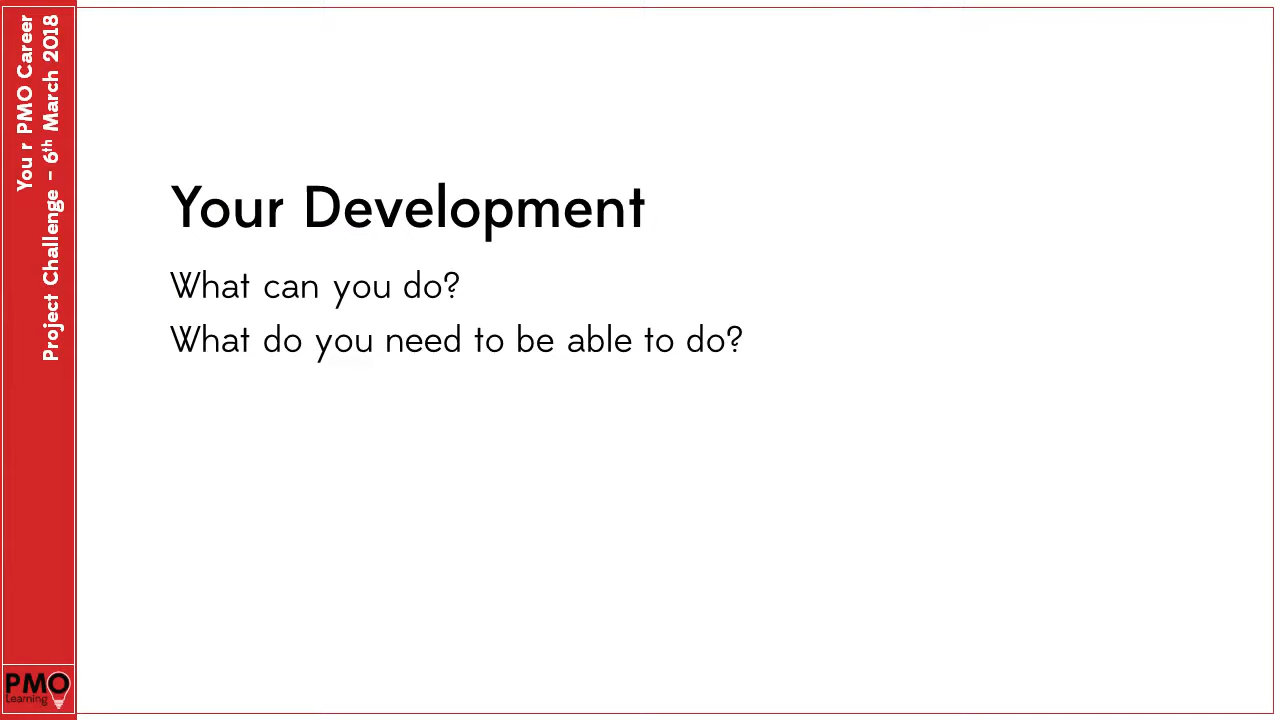 You r PMO Career
Project Challenge – 6th March 2018
Your Development
What can you do?
What do you need to be able to do?
PMO
Learning